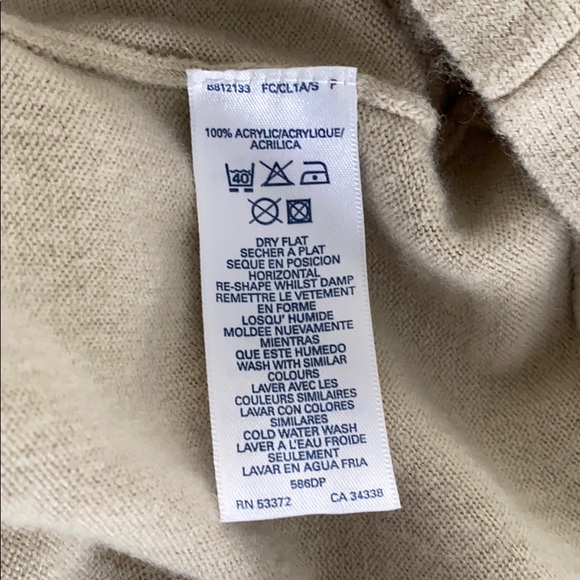 B812133 FC/CL1A/S P
100% ACRYLIC/ACRYLIQUE/
ACRILICA
40
DRY FLAT
SECHER A PLAT
SEQUE EN POSICION
HORIZONTAL
RE-SHAPE WHILST DAMP
REMETTRE LE VETEMENT
EN FORME
LOSQU' HUMIDE
MOLDEE NUEVAMENTE
MIENTRAS
QUE ESTE HUMEDO
WASH WITH SIMILAR
COLOURS
LAVER AVEC LES
COULEURS SIMILAIRES
LAVAR CON COLORES
SIMILARES
COLD WATER WASH
LAVER A L'EAU FROIDE
SEULEMENT
LAVAR EN AGUA FRIA
586DP
RN 53372 CA 34338